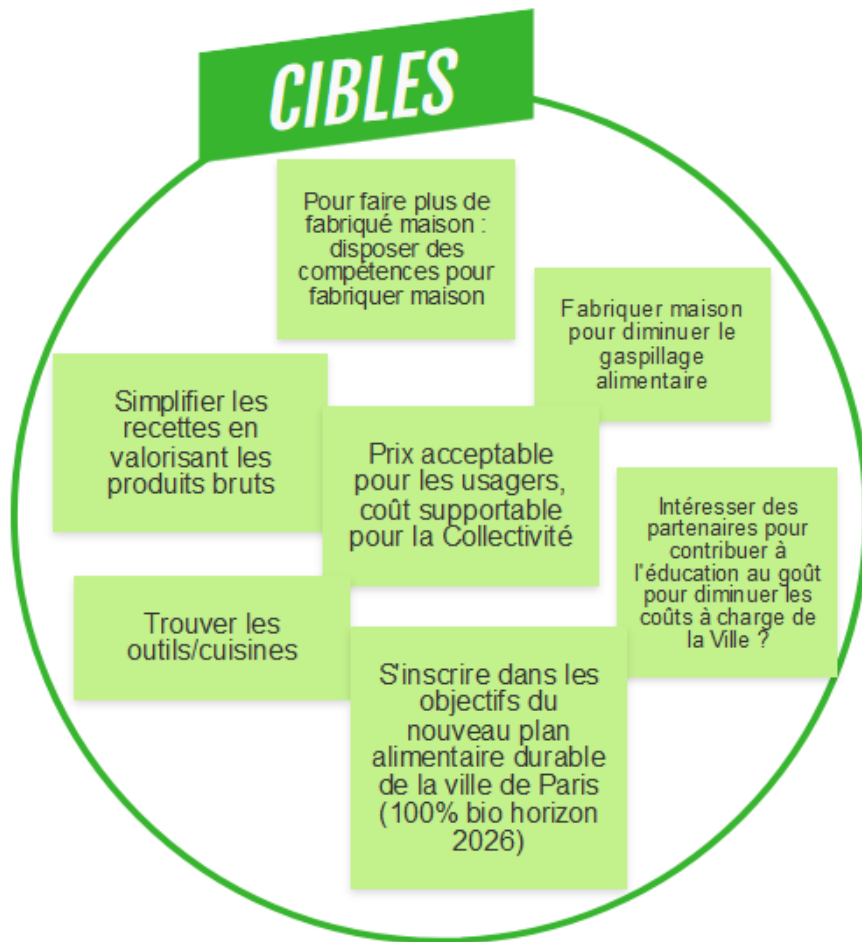 CIBLES
Pour faire plus de
fabriqué maison :
disposer des
compétences pour
fabriquer maison
Fabriquer maison
pour diminuer le
gaspillage
alimentaire
Simplifier les
recettes en
valorisant les
produits bruts
Prix acceptable
pour les usagers,
coût supportable
pour la Collectivité
Intéresser des
partenaires pour
contribuer à
l'éducation au goût
pour diminuer les
coûts à charge de
la Ville ?
Trouver les
outils/cuisines
S'inscrire dans les
objectifs du
nouveau plan
alimentaire durable
de la ville de Paris
(100% bio horizon
2026)